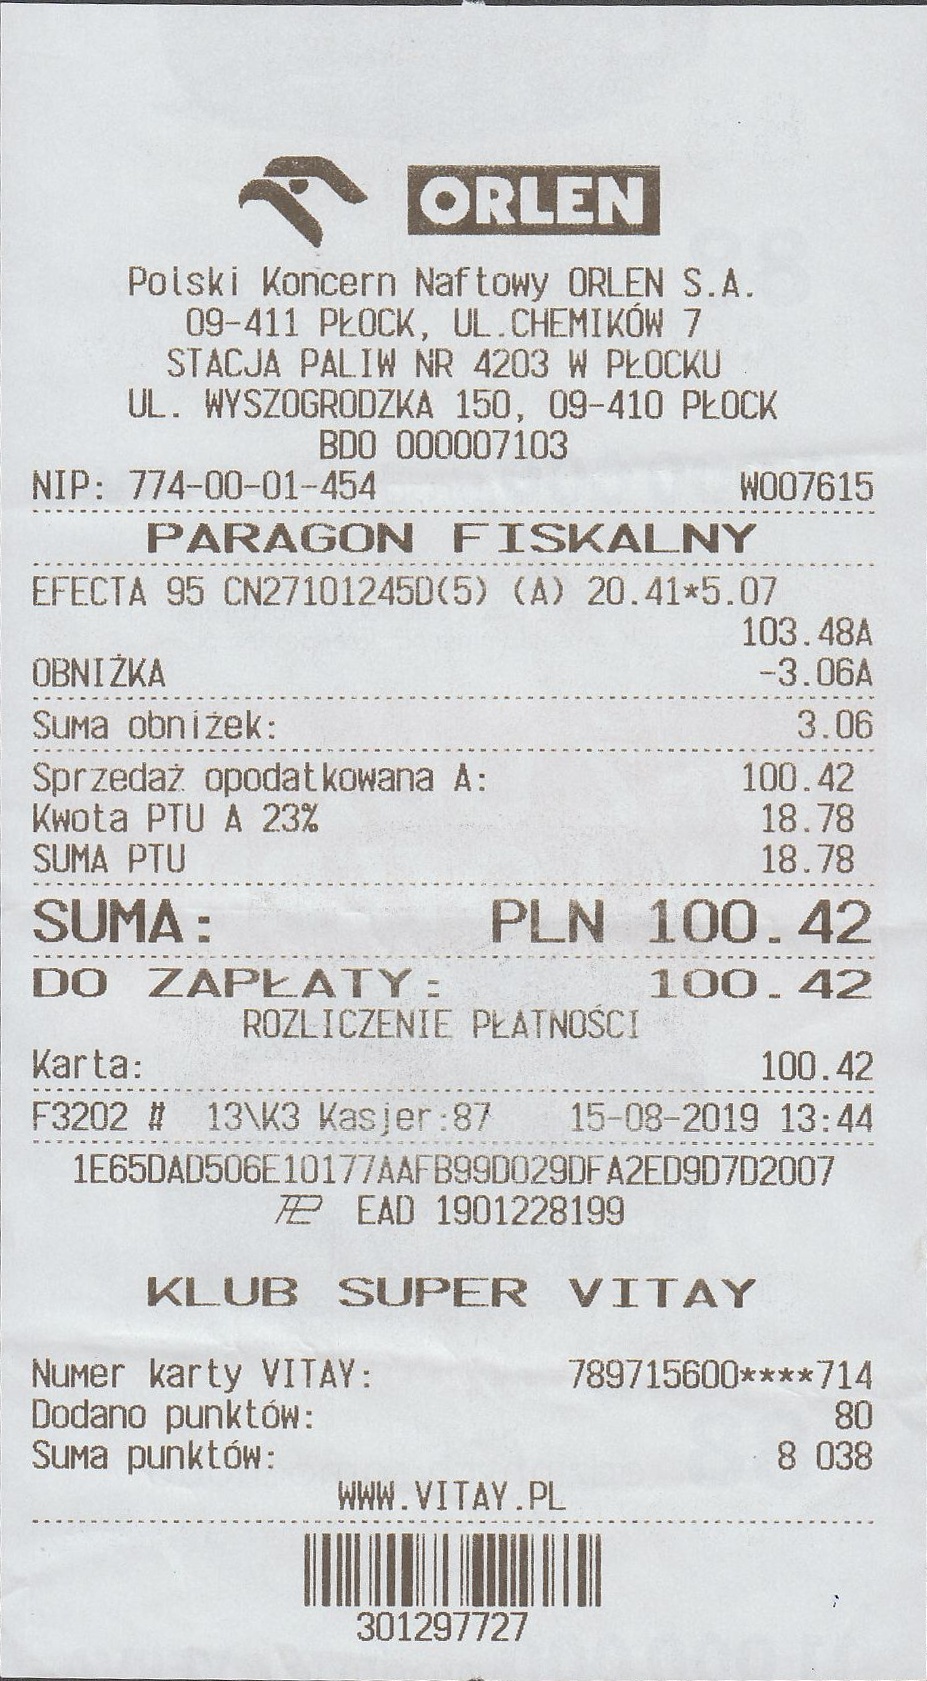 ORLEN
Polski Koncern Naftowy ORLEN S.A.
09-411 PŁOCK, UL.CHEMIKÓW 7
STACJA PALIW NR 4203 W PŁOCKU
UL. WYSZOGRODZKA 150, 09-410 PŁOCK
BDO 000007103
NIP: 774-00-01-454 W007615
PARAGON FISKALNY
EFECTA 95 CN27101245D(5) (A) 20.41*5.07
103.48A
OBNIŻKA -3.06A
Suma obniżek: 3.06
Sprzedaż opodatkowana A: 100.42
Kwota PTU A 23% 18.78
SUMA PTU 18.78
SUMA: PLN 100.42
DO ZAPŁATY: 100.42
ROZLICZENIE PŁATNOŚCI
Karta: 100.42
F3202 # 13\K3 Kasjer:87 15-08-2019 13:44
1E65DAD506E10177AAFB99D029DFA2ED9D7D2007
EAD 1901228199
KLUB SUPER VITAY
Numer karty VITAY: 789715600****714
Dodano punktów: 80
Suma punktów: 8 038
WWW.VITAY.PL
301297727